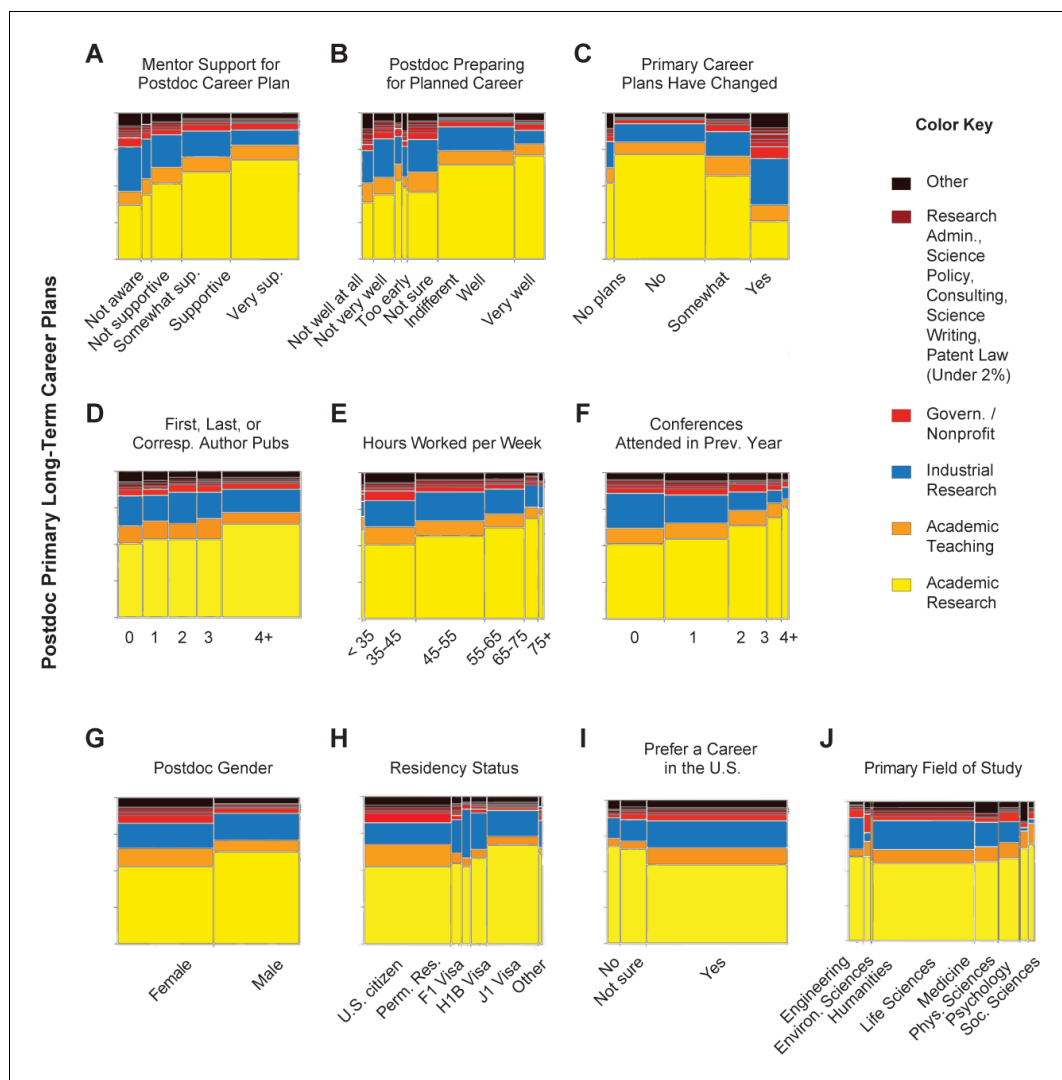 A
Mentor Support for
Postdoc Career Plan
B
Postdoc Preparing
for Planned Career
C
Primary Career
Plans Have Changed
Not aware
Not supportive
Somewhat sup.
Supportive
Very sup.
Not well at all
Not very well
Too early
Not sure
Indifferent
Well
Very well
No plans
No
Somewhat
Yes
Color Key
Other
Research
Admin.,
Science
Policy,
Consulting,
Science
Writing,
Patent Law
(Under 2%)
Govern. /
Nonprofit
Industrial
Research
Academic
Teaching
Academic
Research
Postdoc Primary Long-Term Career Plans
D
First, Last, or
Corresp. Author Pubs
E
Hours Worked per Week
F
Conferences
Attended in Prev. Year
0 1 2 3 4+
< 35
35-45
45-55
55-65
65-75
75+
0 1 2 3 4+
G
Postdoc Gender
H
Residency Status
I
Prefer a Career
in the U.S.
J
Primary Field of Study
Female
Male
U.S. citizen
Perm. Res.
F1 Visa
H1B Visa
J1 Visa
Other
No
Not sure
Yes
Engineering
Environ. Sciences
Humanities
Life Sciences
Medicine
Phys. Sciences
Psychology
Soc. Sciences